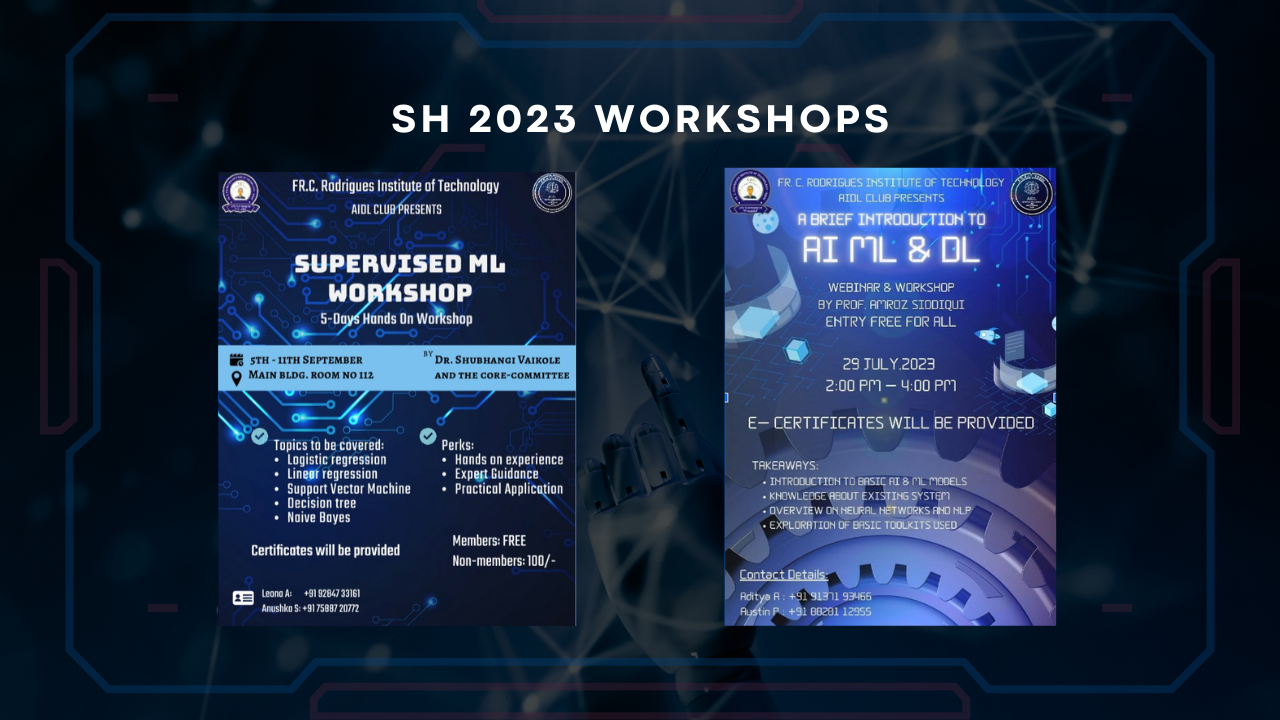 SH 2023 WORKSHOPS
FR.C. Rodrigues Institute of Technology
AIDL CLUB PRESENTS
SUPERVISED ML
WORKSHOP
5-Days Hands On Workshop
5TH - 11TH SEPTEMBER
MAIN BLDG. ROOM NO 112
BY DR. SHUBHANGI VAIKOLE
AND THE CORE-COMMITTEE
Topics to be covered:
• Logistic regression
• Linear regression
• Support Vector Machine
• Decision tree
• Naive Bayes
Perks:
• Hands on experience
• Expert Guidance
• Practical Application
Certificates will be provided
Members: FREE
Non-members: 100/-
Leona A: +91 92647 33161
Anushka S: +91 75887 20772
FR. C. RODRIGUES INSTITUTE OF TECHNOLOGY
AIDL CLUB PRESENTS
A BRIEF INTRODUCTION TO
AI ML & DL
WEBINAR & WORKSHOP
BY PROF. AMROZ SIDDIQUI
ENTRY FREE FOR ALL
29 JULY,2023
2:00 PM – 4:00 PM
E- CERTIFICATES WILL BE PROVIDED
TAKEAWAYS:
• INTRODUCTION TO BASIC AI & ML MODELS
• KNOWLEDGE ABOUT EXISTING SYSTEM
• OVERVIEW ON NEURAL NETWORKS AND NLP
• EXPLORATION OF BASIC TOOLKITS USED
Contact Details:
Aditya A : +91 91371 93466
Austin P : +91 88281 12955